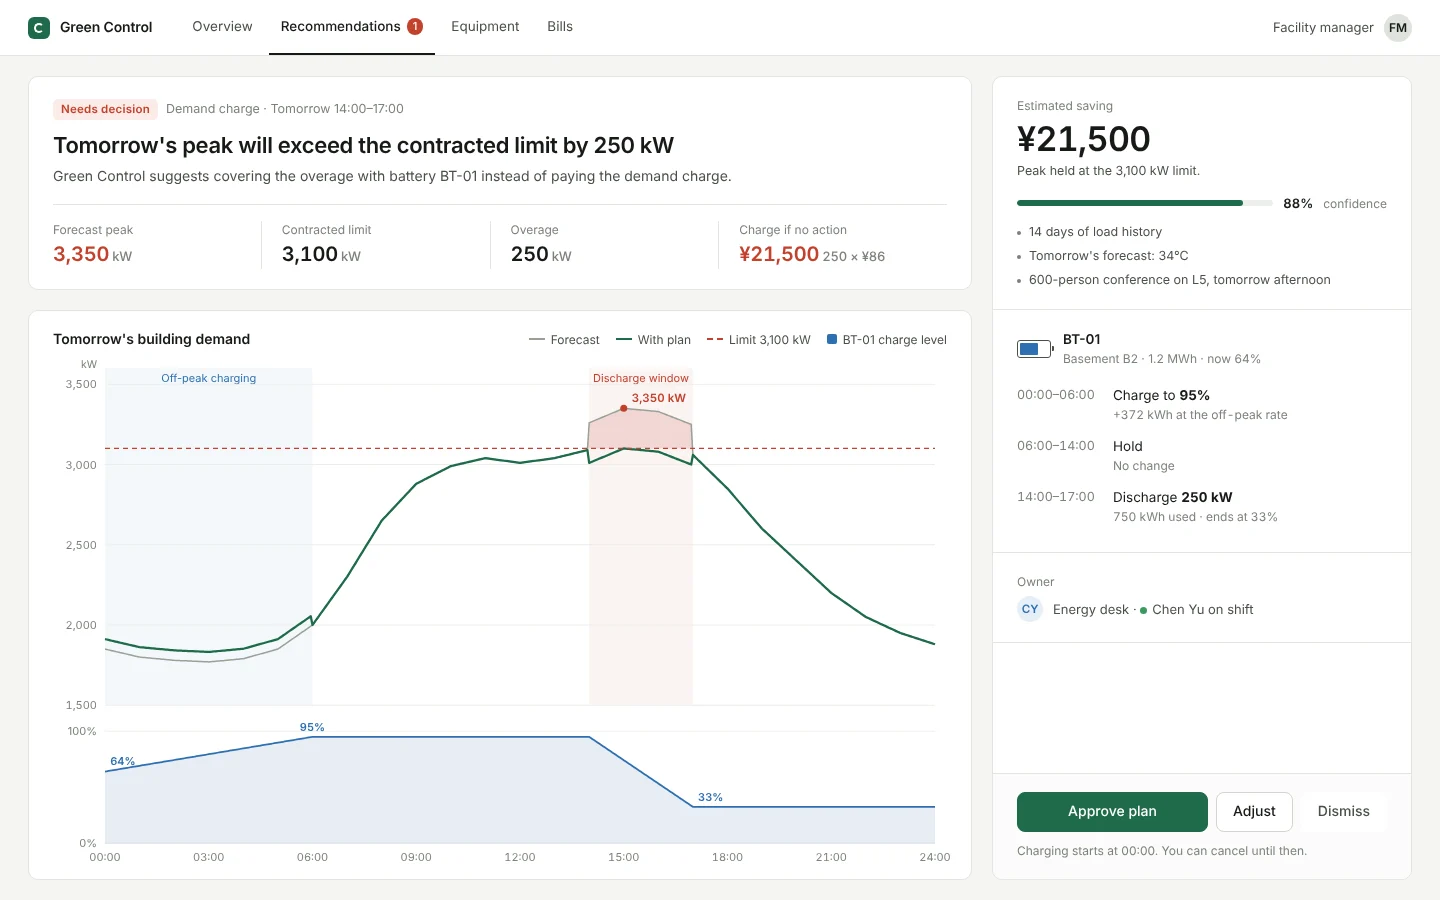 C Green Control Overview Recommendations 1 Equipment Bills Facility manager FM
Needs decision Demand charge · Tomorrow 14:00–17:00
Tomorrow's peak will exceed the contracted limit by 250 kW
Green Control suggests covering the overage with battery BT-01 instead of paying the demand charge.
Forecast peak
3,350 kW
Contracted limit
3,100 kW
Overage
250 kW
Charge if no action
¥21,500 250 × ¥86
Tomorrow's building demand
Forecast With plan Limit 3,100 kW BT-01 charge level
kW
Off-peak charging
Discharge window
3,350 kW
3,500
3,000
2,500
2,000
1,500
100%
0%
64%
95%
33%
00:00 03:00 06:00 09:00 12:00 15:00 18:00 21:00 24:00
Estimated saving
¥21,500
Peak held at the 3,100 kW limit.
88% confidence
14 days of load history
Tomorrow's forecast: 34°C
600-person conference on L5, tomorrow afternoon
BT-01
Basement B2 · 1.2 MWh · now 64%
00:00–06:00 Charge to 95%
+372 kWh at the off-peak rate
06:00–14:00 Hold
No change
14:00–17:00 Discharge 250 kW
750 kWh used · ends at 33%
Owner
CY Energy desk · Chen Yu on shift
Approve plan Adjust Dismiss
Charging starts at 00:00. You can cancel until then.